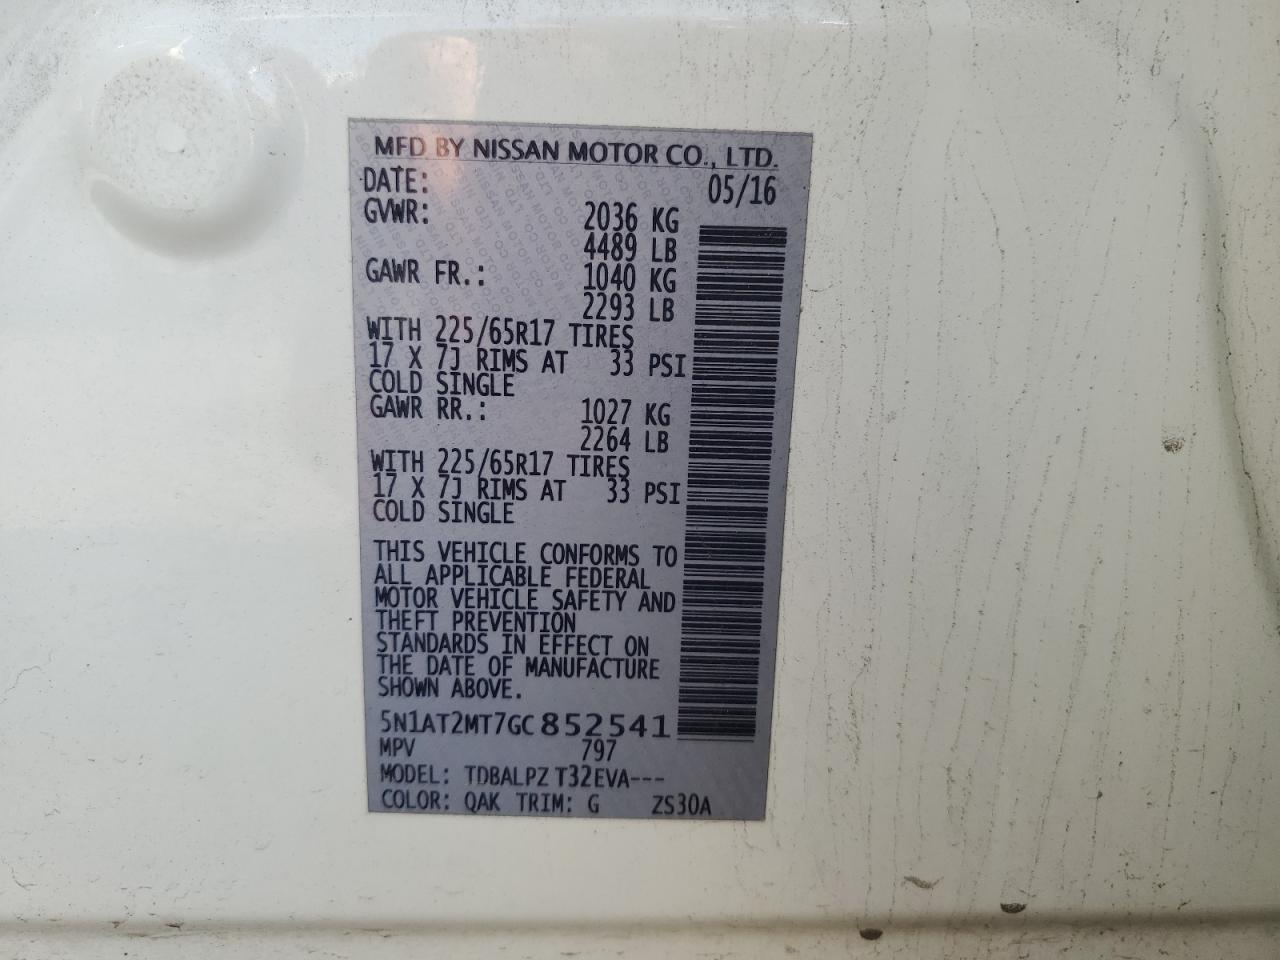 MFD BY NISSAN MOTOR CO., LTD.
DATE: 05/16
GVWR: 2036 KG
4489 LB
GAWR FR.: 1040 KG
2293 LB
WITH 225/65R17 TIRES
17 X 7J RIMS AT 33 PSI
COLD SINGLE
GAWR RR.: 1027 KG
2264 LB
WITH 225/65R17 TIRES
17 X 7J RIMS AT 33 PSI
COLD SINGLE
THIS VEHICLE CONFORMS TO
ALL APPLICABLE FEDERAL
MOTOR VEHICLE SAFETY AND
THEFT PREVENTION
STANDARDS IN EFFECT ON
THE DATE OF MANUFACTURE
SHOWN ABOVE.
5N1AT2MT7GC852541
MPV 797
MODEL: TDBALPZ T32EVA---
COLOR: QAK TRIM: G ZS30A